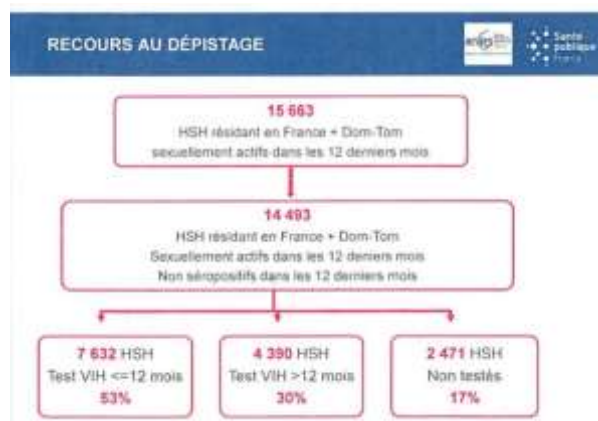 RECOURS AU DÉPISTAGE
anrs
Santé
publique
France
15 663
HSH résidant en France + Dom-Tom
sexuellement actifs dans les 12 derniers mois
14 493
HSH résidant en France + Dom-Tom
Sexuellement actifs dans les 12 derniers mois
Non séropositifs dans les 12 derniers mois
7 632 HSH
Test VIH <=12 mois
53%
4 390 HSH
Test VIH >12 mois
30%
2 471 HSH
Non testés
17%